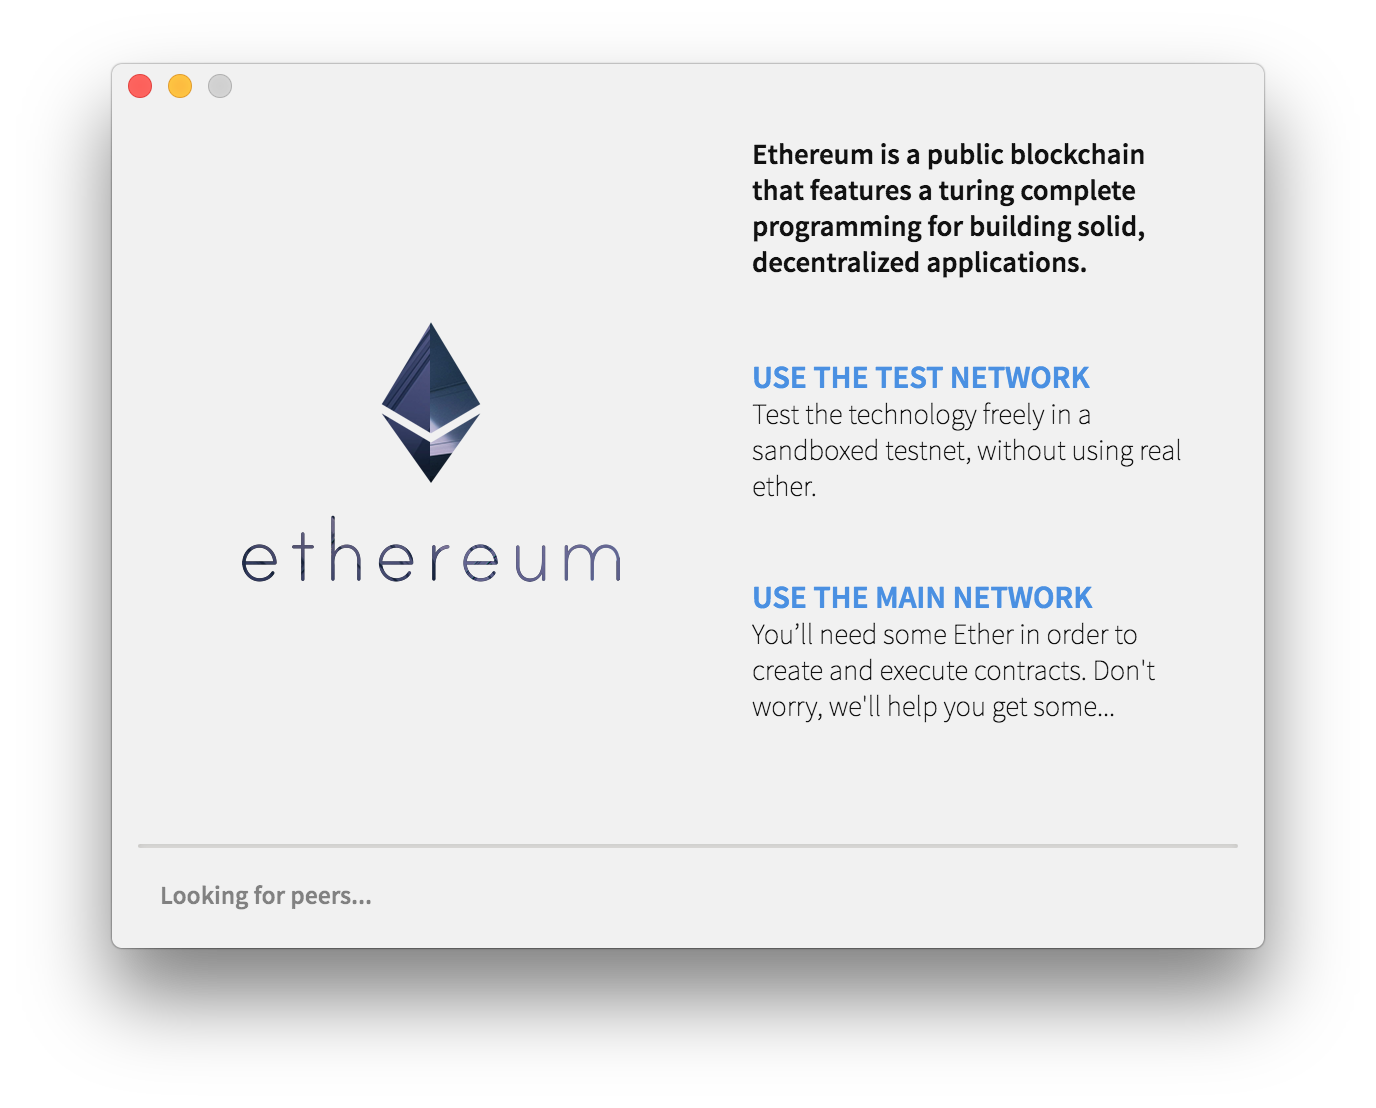 ethereum
Ethereum is a public blockchain
that features a turing complete
programming for building solid,
decentralized applications.
USE THE TEST NETWORK
Test the technology freely in a
sandboxed testnet, without using real
ether.
USE THE MAIN NETWORK
You’ll need some Ether in order to
create and execute contracts. Don't
worry, we'll help you get some...
Looking for peers...